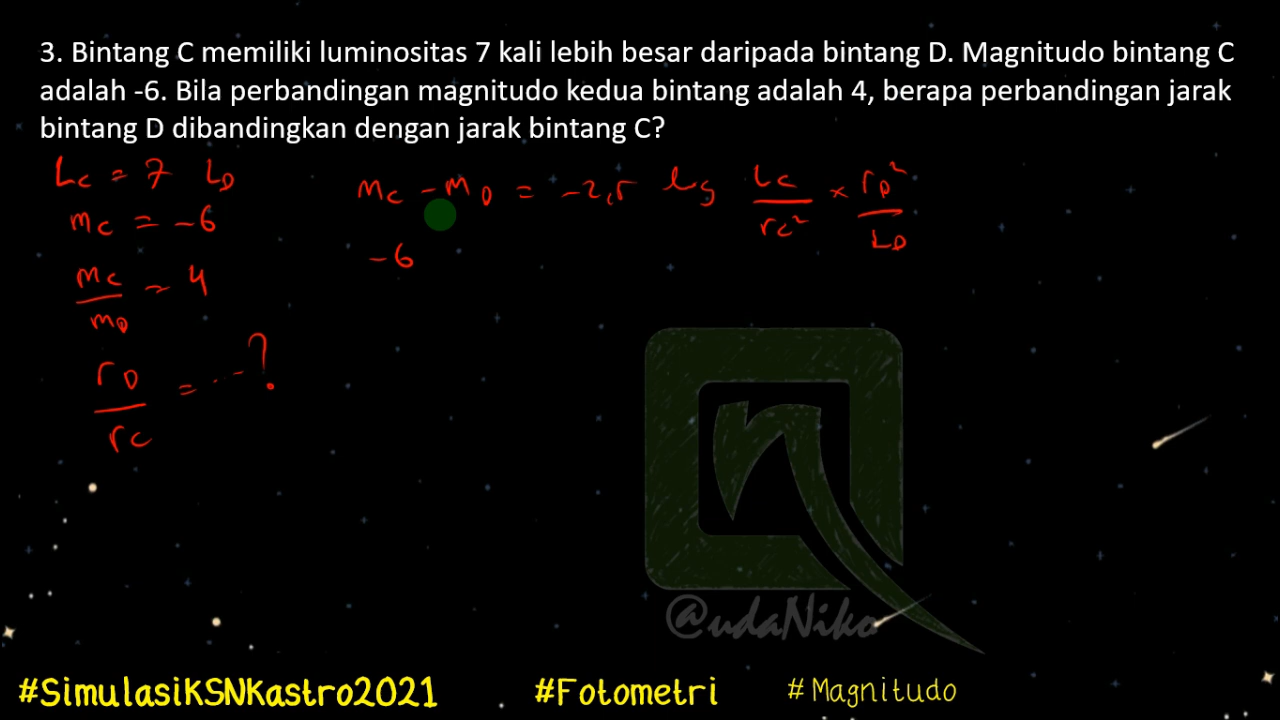 3. Bintang C memiliki luminositas 7 kali lebih besar daripada bintang D. Magnitudo bintang C
adalah -6. Bila perbandingan magnitudo kedua bintang adalah 4, berapa perbandingan jarak
bintang D dibandingkan dengan jarak bintang C?
LC = 7 LD
mC = -6
mC / mD = 4
rD / rC = ... ?
mC - mD = -2,5 log LC / rC² × rD² / LD
-6
@udaNiko
#SimulasiKSNKastro2021 #Fotometri #Magnitudo